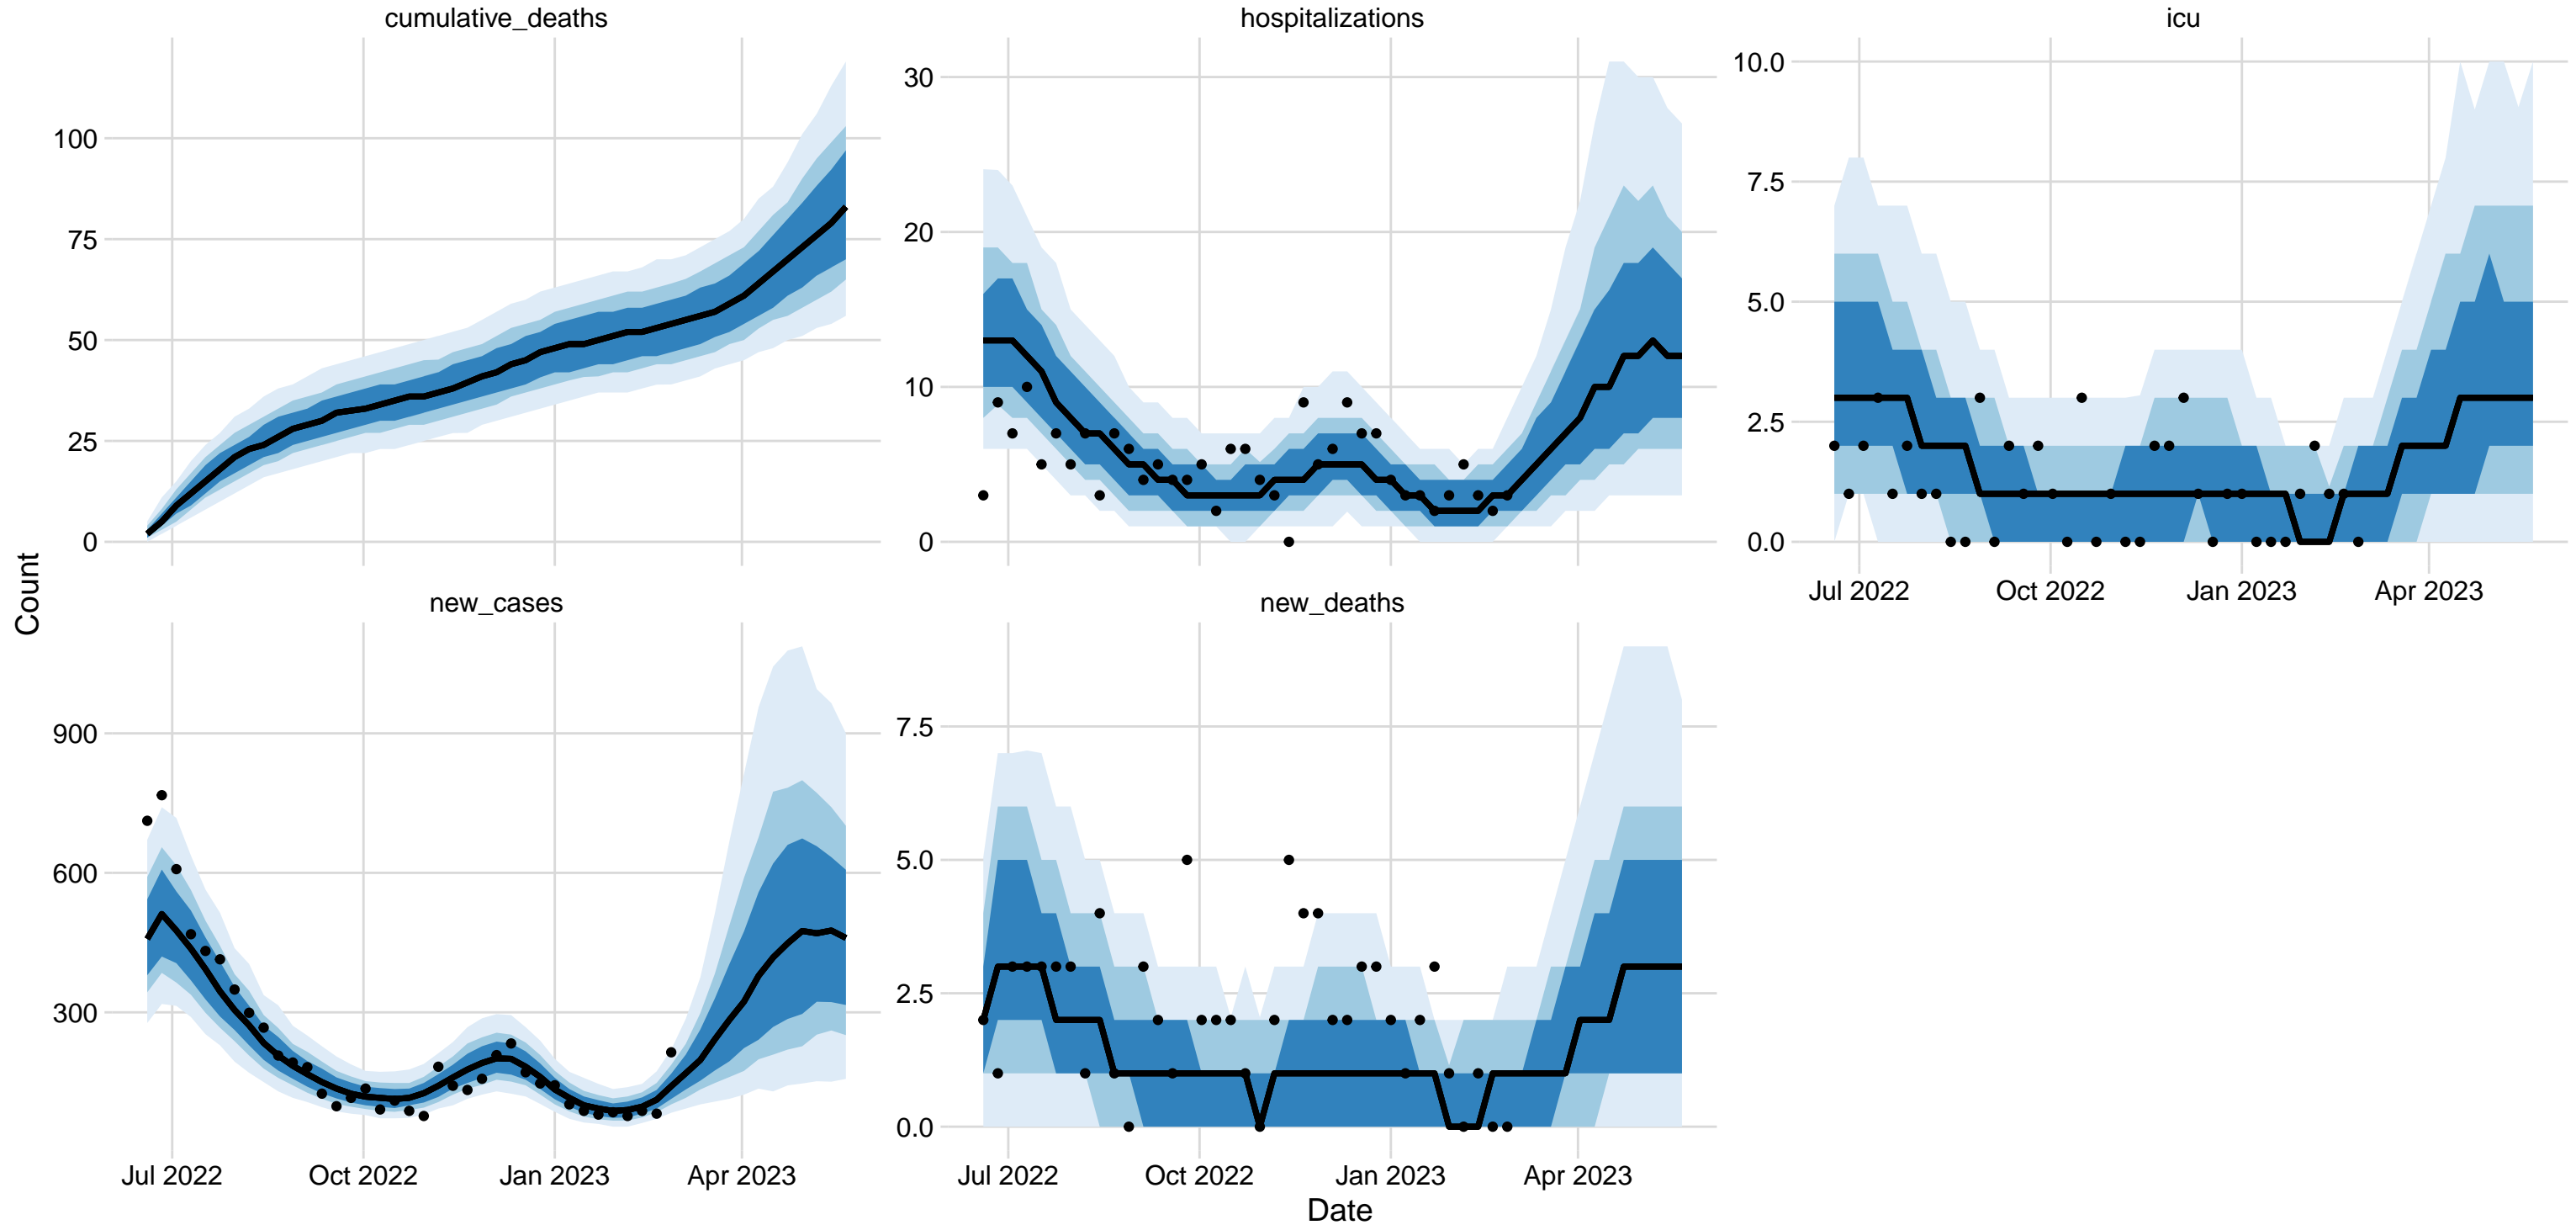 cumulative_deaths
hospitalizations
icu
100
75
50
25
0
30
20
10
0
10.0
7.5
5.0
2.5
0.0
Jul 2022
Oct 2022
Jan 2023
Apr 2023
Count
new_cases
new_deaths
900
600
300
7.5
5.0
2.5
0.0
Jul 2022
Oct 2022
Jan 2023
Apr 2023
Jul 2022
Oct 2022
Jan 2023
Apr 2023
Date